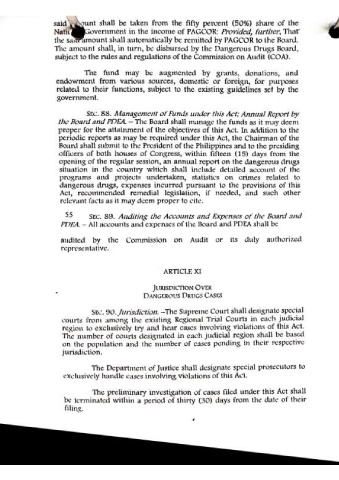 said amount shall be taken from the fifty percent (50%) share of the
National Government in the income of PAGCOR: Provided, further, That
the said amount shall automatically be remitted by PAGCOR to the Board.
The amount shall, in turn, be disbursed by the Dangerous Drugs Board,
subject to the rules and regulations of the Commission on Audit (COA).
The fund may be augmented by grants, donations, and
endowment from various sources, domestic or foreign, for purposes
related to their functions, subject to the existing guidelines set by the
government.
SEC. 88. Management of Funds under this Act; Annual Report by
the Board and PDEA. – The Board shall manage the funds as it may deem
proper for the attainment of the objectives of this Act. In addition to the
periodic reports as may be required under this Act, the Chairman of the
Board shall submit to the President of the Philippines and to the presiding
officers of both houses of Congress, within fifteen (15) days from the
opening of the regular session, an annual report on the dangerous drugs
situation in the country which shall include detailed account of the
programs and projects undertaken, statistics on crimes related to
dangerous drugs, expenses incurred pursuant to the provisions of this
Act, recommended remedial legislation, if needed, and such other
relevant facts as it may deem proper to cite.
55 SEC. 89. Auditing the Accounts and Expenses of the Board and
PDEA. – All accounts and expenses of the Board and PDEA shall be
audited by the Commission on Audit or its duly authorized
representative.
ARTICLE XI
JURISDICTION OVER
DANGEROUS DRUGS CASES
SEC. 90. Jurisdiction. –The Supreme Court shall designate special
courts from among the existing Regional Trial Courts in each judicial
region to exclusively try and hear cases involving violations of this Act.
The number of courts designated in each judicial region shall be based
on the population and the number of cases pending in their respective
jurisdiction.
The Department of Justice shall designate special prosecutors to
exclusively handle cases involving violations of this Act.
The preliminary investigation of cases filed under this Act shall
be terminated within a period of thirty (30) days from the date of their
filing.